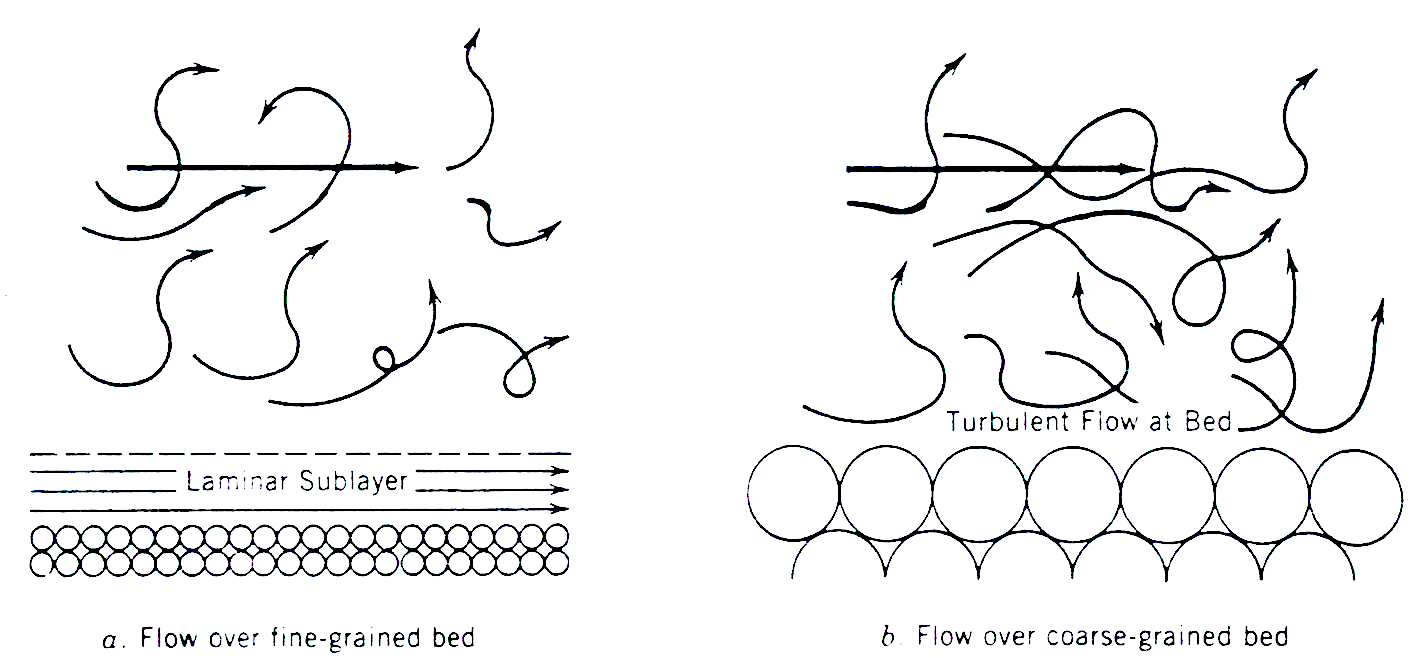 Turbulent Flow at Bed
Laminar Sublayer
a. Flow over fine-grained bed
b. Flow over coarse-grained bed